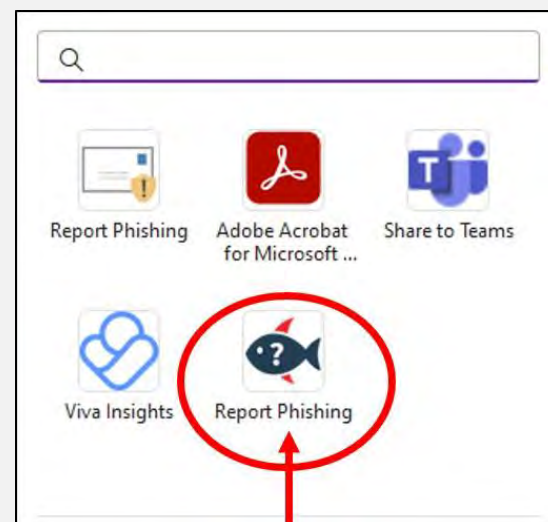 Report Phishing
Adobe Acrobat
for Microsoft ...
Share to Teams
Viva Insights
Report Phishing